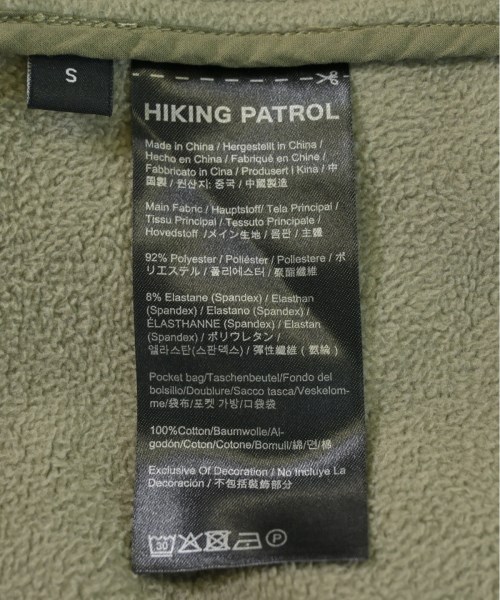 S
HIKING PATROL
Made in China / Hergestellt in China /
Hecho en China / Fabriqué en Chine /
Fabbricato in Cina / Produsert i Kina / 中
国製 / 원산지: 중국 / 中國製造
Main Fabric / Hauptstoff/ Tela Principal /
Tissu Principal / Tessuto Principale /
Hovedstoff /メイン生地 / 몸판 / 主體
92% Polyester / Poliéster / Poliestere / ポ
リエステル / 폴리에스터 / 聚酯纖維
8% Elastane (Spandex) / Elasthan
(Spandex) / Elastano (Spandex) /
ÉLASTHANNE (Spandex) / Elastan
(Spandex) / ポリウレタン /
엘라스탄(스판덱스) / 彈性纖維 ( 氨綸 )
Pocket bag/Taschenbeutel/Fondo del
bolsillo/Doublure/Sacco tasca/Veskelom-
me/袋布/포켓 가방/口袋袋
100%Cotton/Baumwolle/Al-
godón/Coton/Cotone/Bomull/綿/면/棉
Exclusive Of Decoration / No Incluye La
Decoración / 不包括裝飾部分
30 P